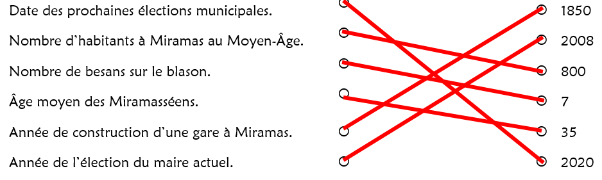 Date des prochaines élections municipales. 1850
Nombre d'habitants à Miramas au Moyen-Âge. 2008
Nombre de besans sur le blason. 800
Âge moyen des Miramasséens. 7
Année de construction d'une gare à Miramas. 35
Année de l'élection du maire actuel. 2020